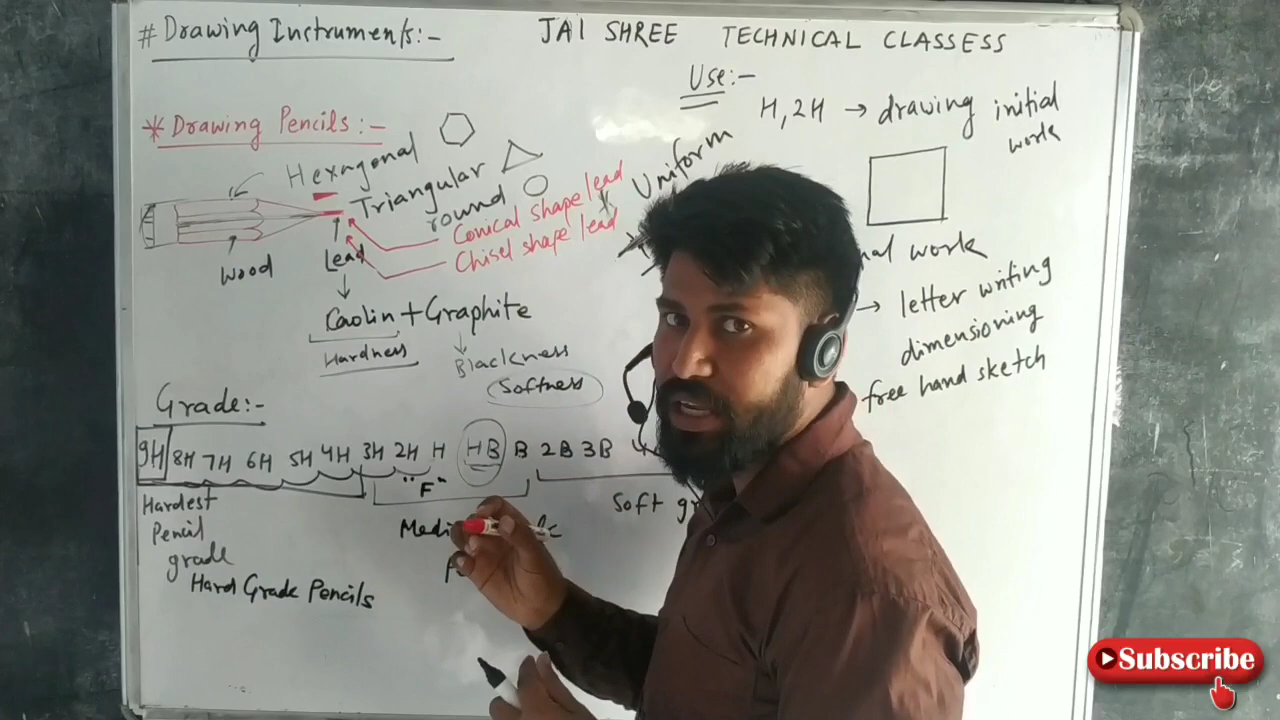 #Drawing Instruments:-
JAI SHREE TECHNICAL CLASSESS
Use:-
H, 2H → drawing initial
work
*Drawing Pencils:-
Hexagonal
Triangular
round
Conical shape lead
Chisel shape lead
Uniform
Wood
Lead
Caolin + Graphite
Hardness
Blackness
Softness
work
→ letter writing
dimensioning
free hand sketch
Grade:-
9H 8H 7H 6H 5H 4H 3H 2H H HB B 2B 3B
"F"
Hardest
Pencil
grade
Hard Grade Pencils
Soft
Subscribe